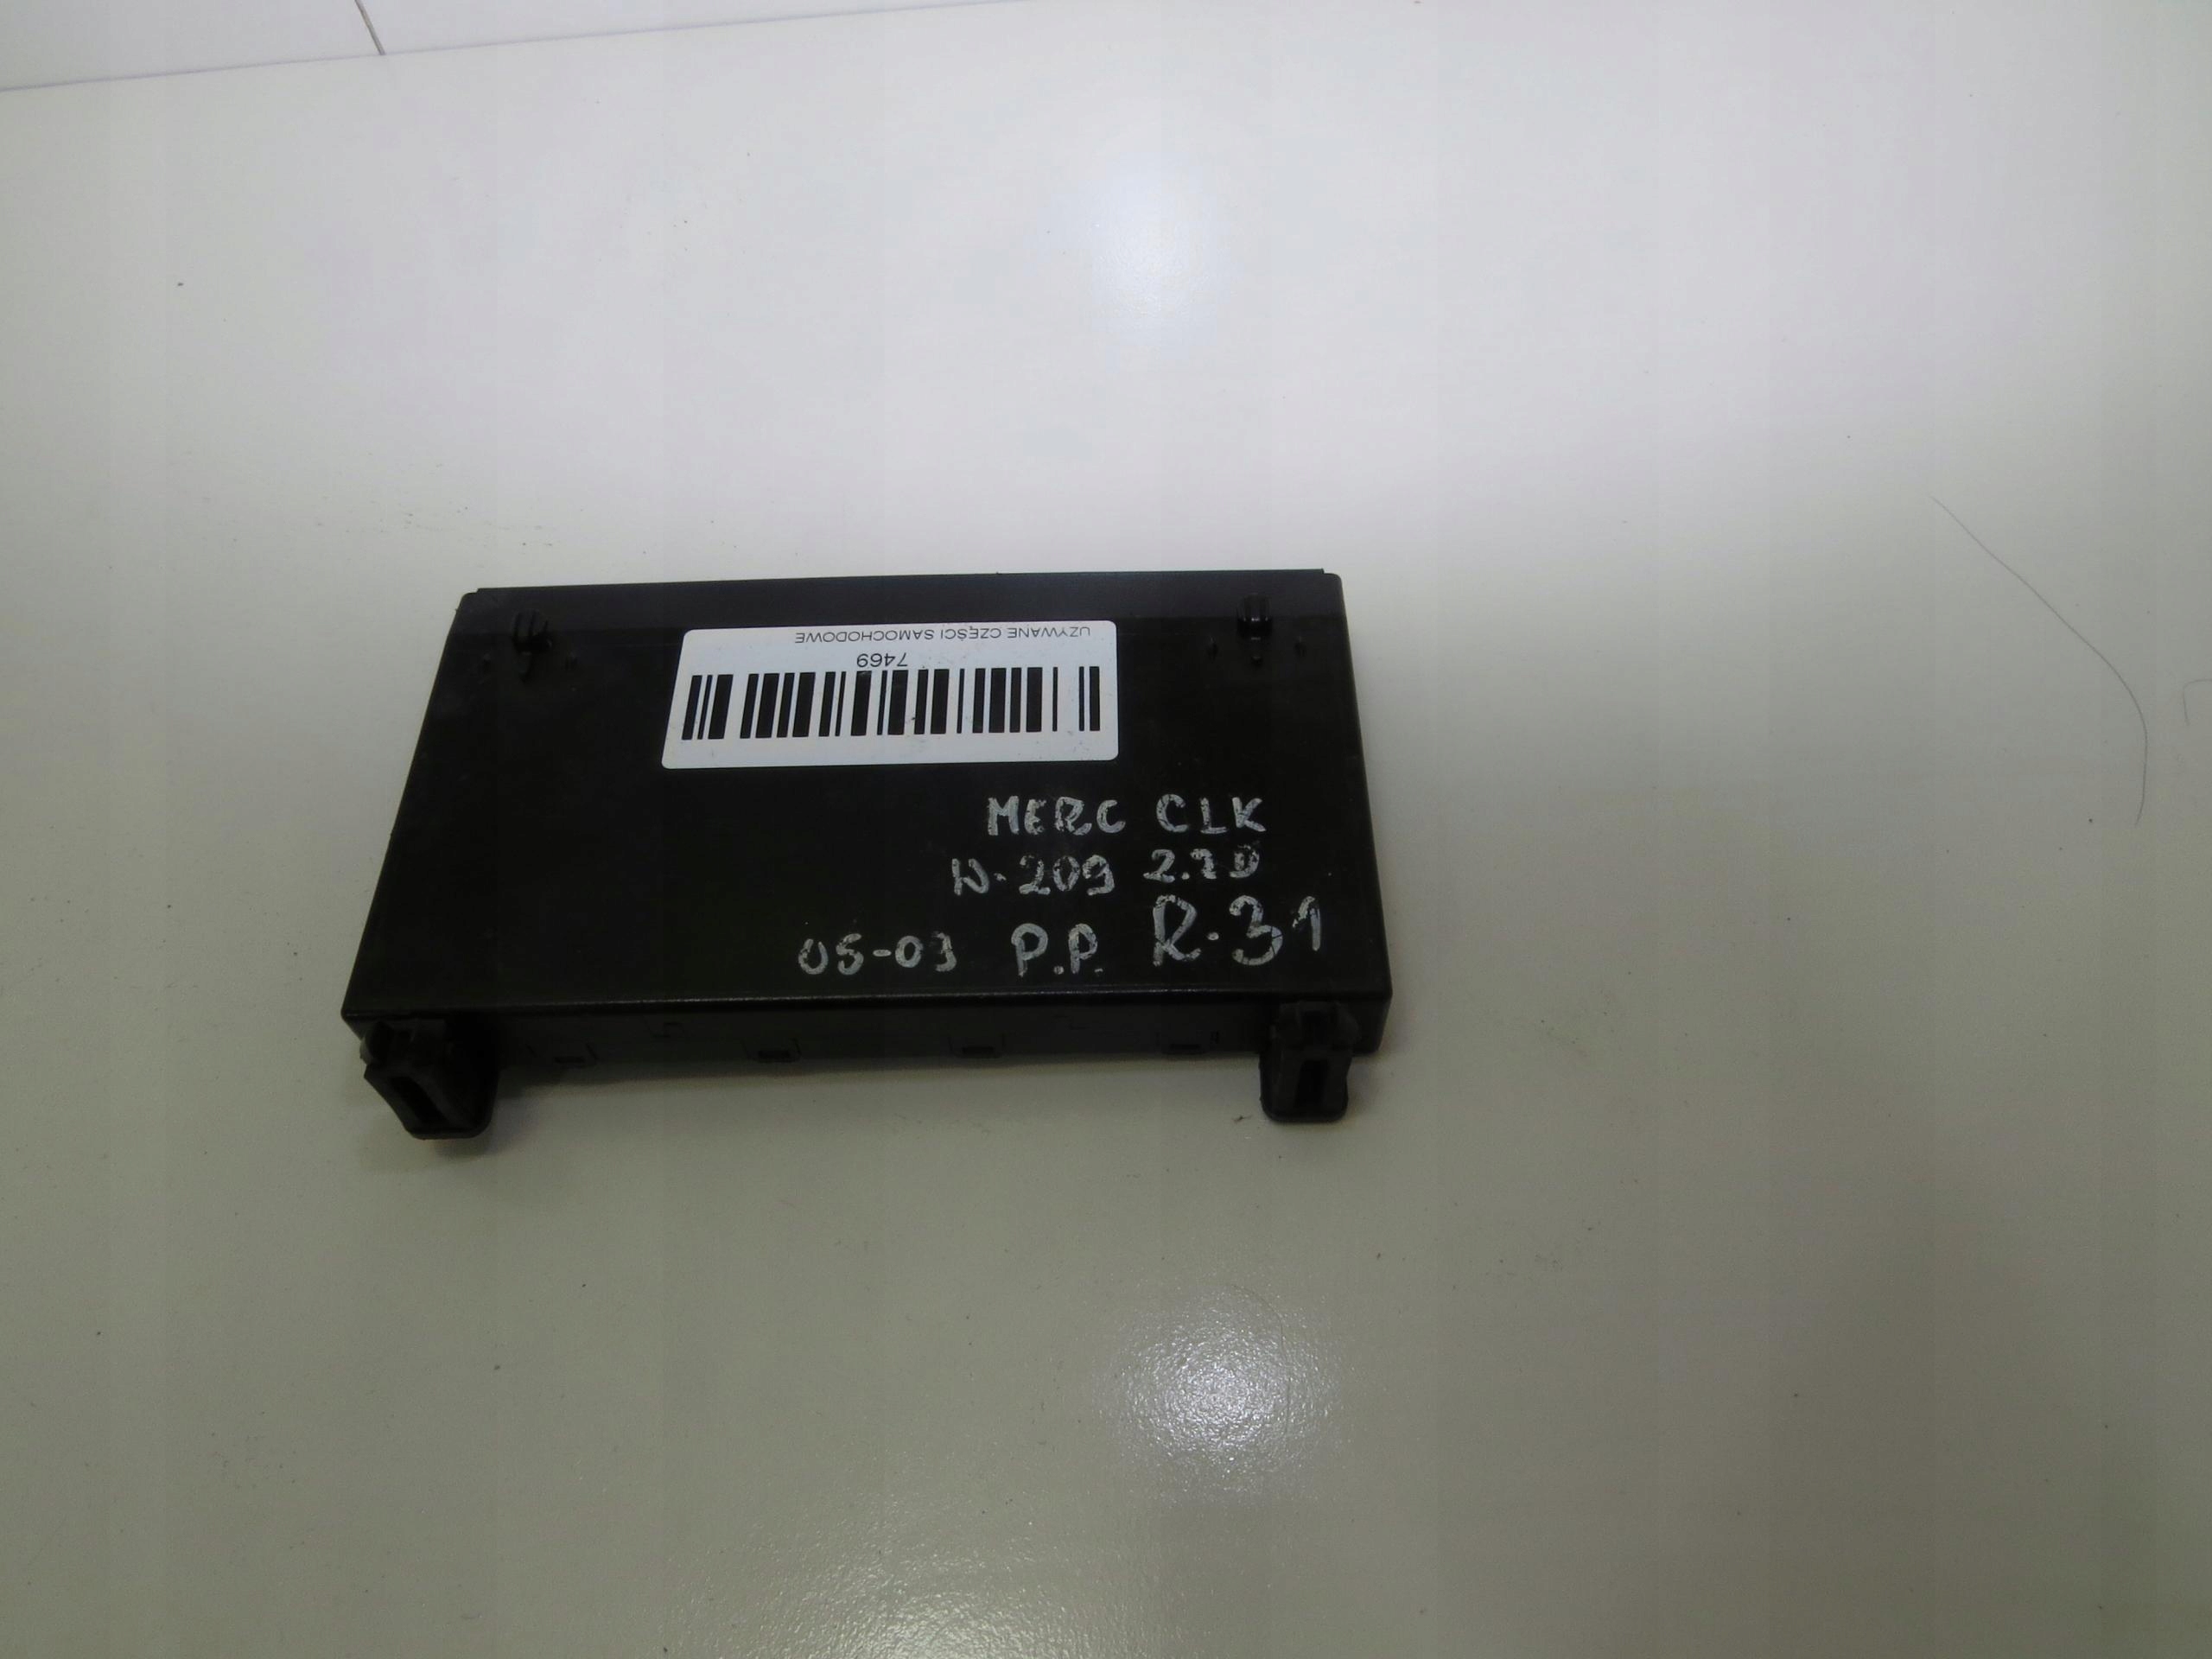 UŻYWANE CZĘŚCI SAMOCHODOWE
7469
MERC CLK
W-209 2.7D
05-03 P.P. R-31